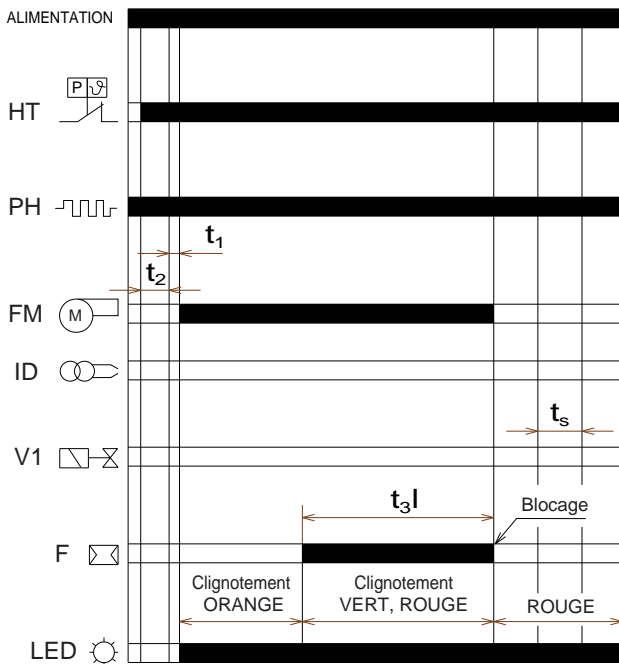 ALIMENTATION
P ϑ
HT
PH
t1
t2
FM M
ID
ts
V1
t3l
Blocage
F
Clignotement Clignotement
ORANGE VERT, ROUGE ROUGE
LED